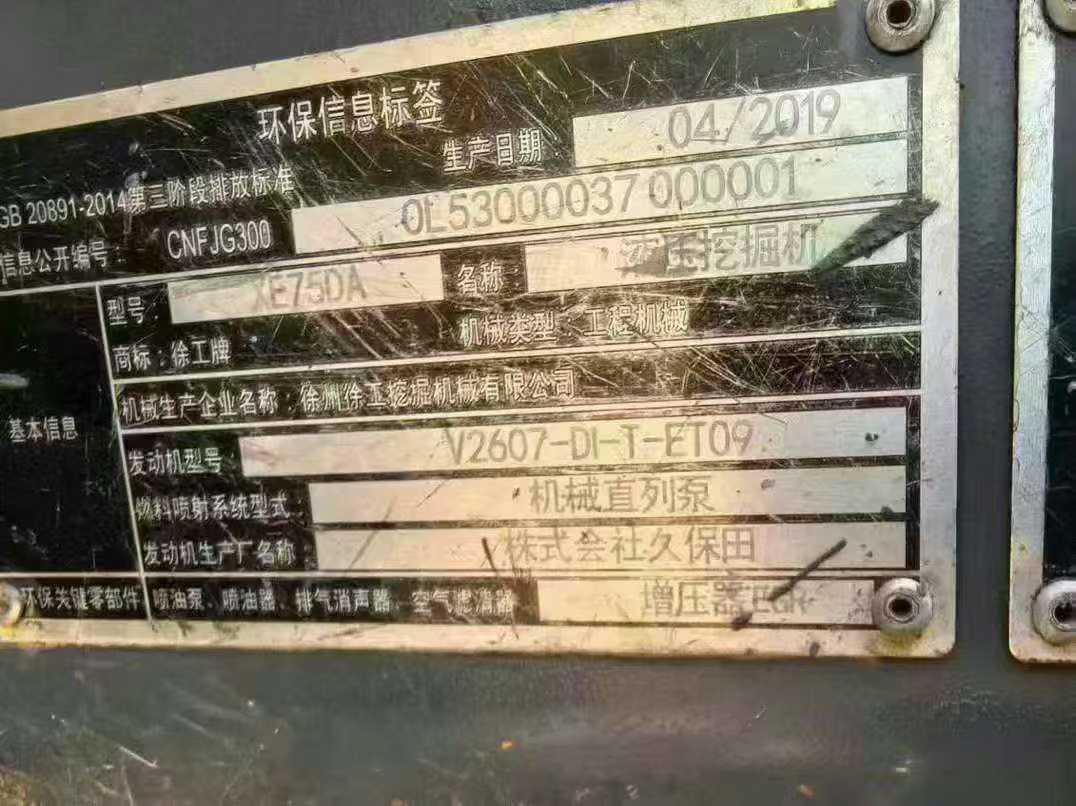 环保信息标签
生产日期 04/2019
GB 20891-2014第三阶段排放标准
信息公开编号: CNFJG300 0L53000037 000001
型号: XE75DA 名称: 液压挖掘机
商标: 徐工牌 机械类型: 工程机械
基本信息
机械生产企业名称: 徐州徐工挖掘机械有限公司
发动机型号 V2607-DI-T-ET09
燃料喷射系统型式: 机械直列泵
发动机生产厂名称: 株式会社久保田
环保关键零部件 喷油泵、喷油器、排气消声器、空气滤清器 增压器EGR